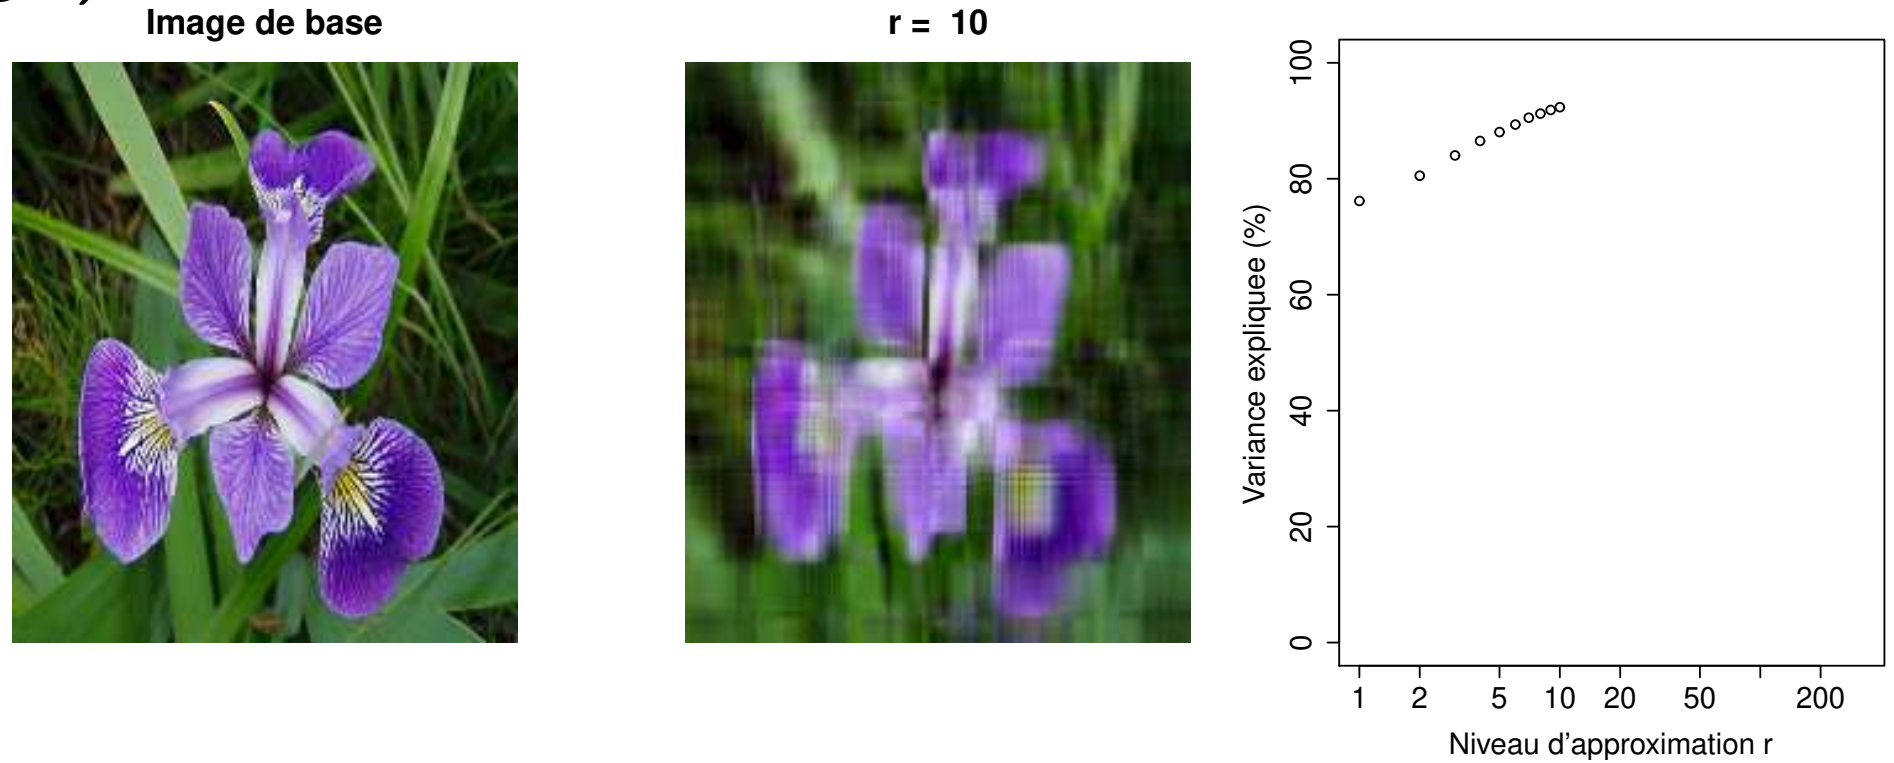 Image de base
r = 10
100
80
60
40
20
0
Variance expliquee (%)
1 2 5 10 20 50 200
Niveau d'approximation r